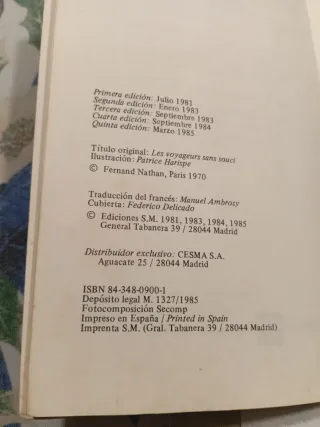 Primera edición: Julio 1981
Segunda edición: Enero 1983
Tercera edición: Septiembre 1983
Cuarta edición: Septiembre 1984
Quinta edición: Marzo 1985
Título original: Les voyageurs sans souci
Ilustración: Patrice Harispe
© Fernand Nathan, Paris 1970
Traducción del francés: Manuel Ambrosy
Cubierta: Federico Delicado
© Ediciones S.M. 1981, 1983, 1984, 1985
General Tabanera 39 / 28044 Madrid
Distribuidor exclusivo: CESMA S.A.
Aguacate 25 / 28044 Madrid
ISBN 84-348-0900-1
Depósito legal M. 1327/1985
Fotocomposición Secomp
Impreso en España / Printed in Spain
Imprenta S.M. (Gral. Tabanera 39 / 28044 Madrid)